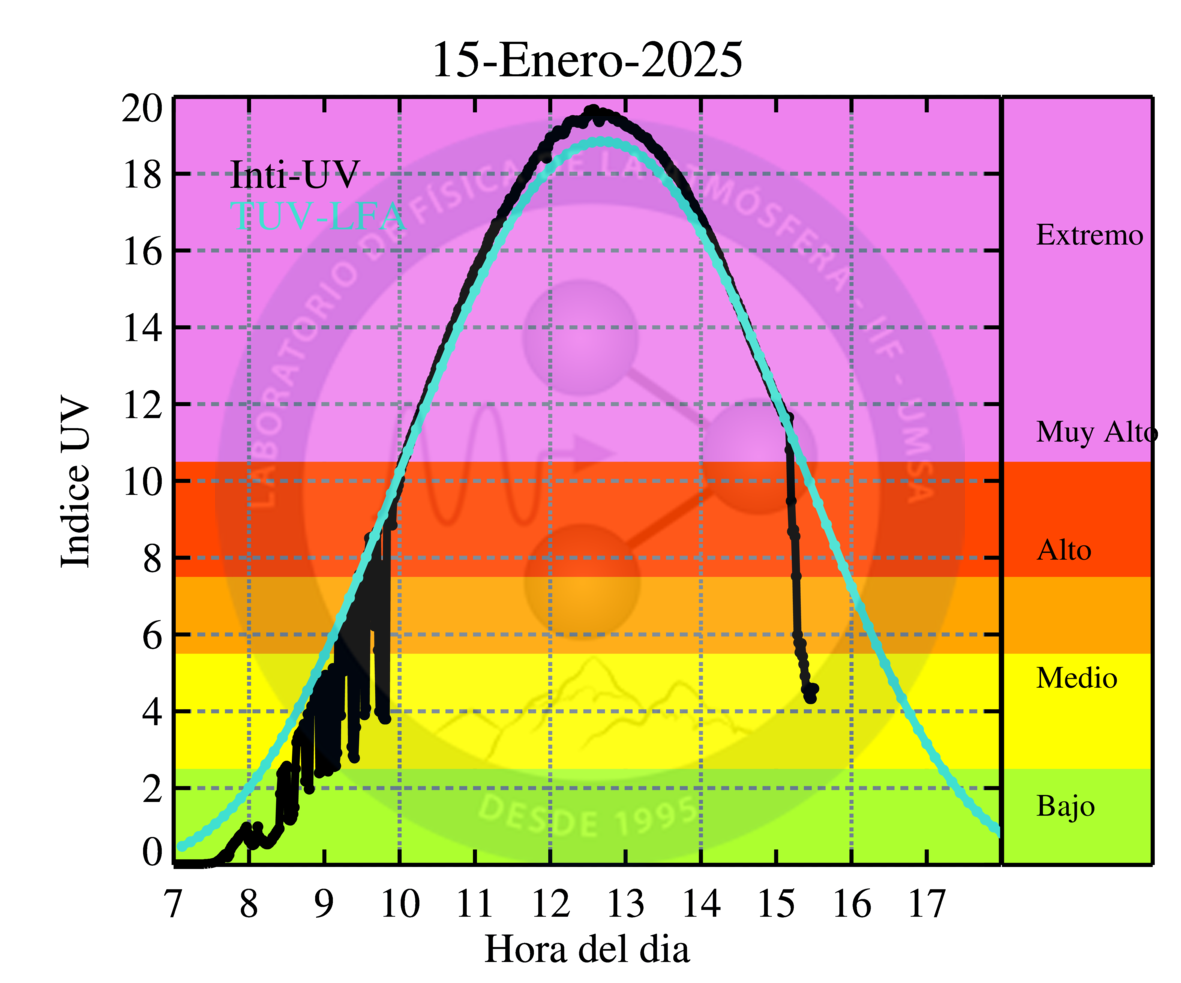 15-Enero-2025
Inti-UV
TUV-LFA
LABORATORIO DE FÍSICA DE LA ATMÓSFERA - IIF - UMSA
DESDE 1995
Indice UV
20
18
16
14
12
10
8
6
4
2
0
Extremo
Muy Alto
Alto
Medio
Bajo
7 8 9 10 11 12 13 14 15 16 17
Hora del dia